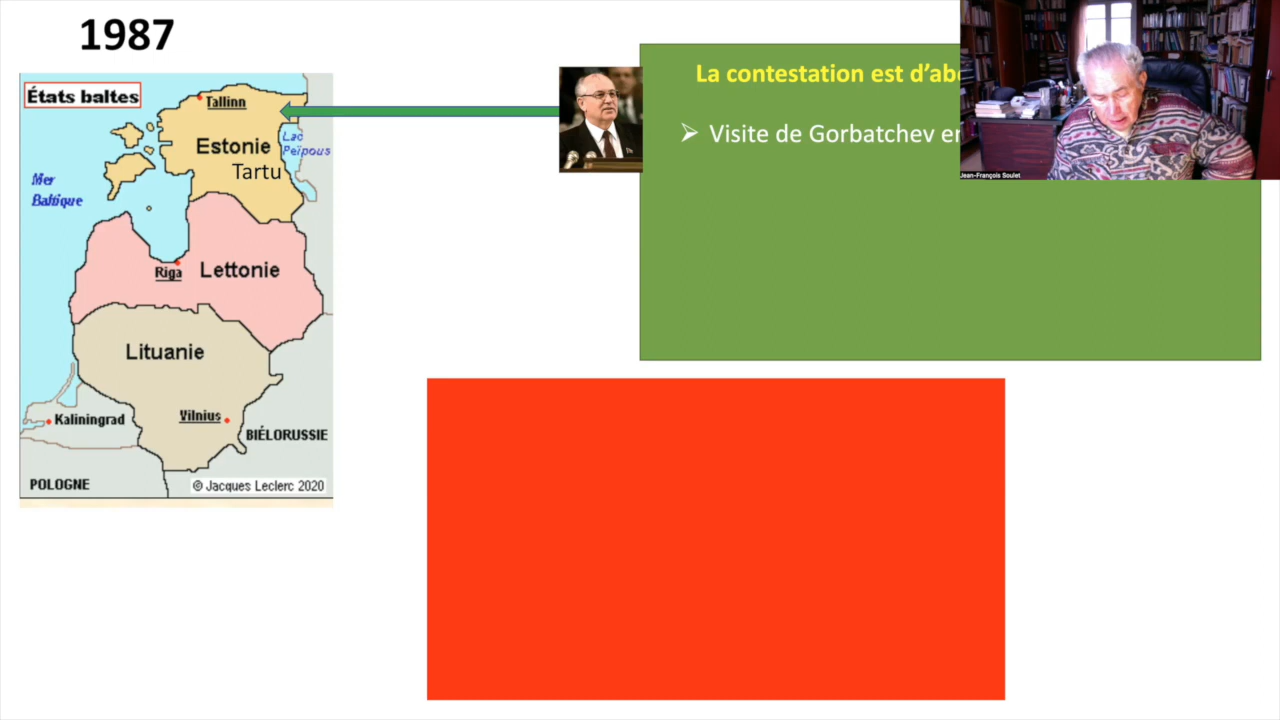 1987
États baltes
Tallinn
Estonie
Lac
Peïpous
Tartu
Mer
Baltique
Riga
Lettonie
Lituanie
Kaliningrad
Vilnius
BIÉLORUSSIE
POLOGNE
© Jacques Leclerc 2020
La contestation est d'ab
Visite de Gorbatchev en
Jean-François Soulet